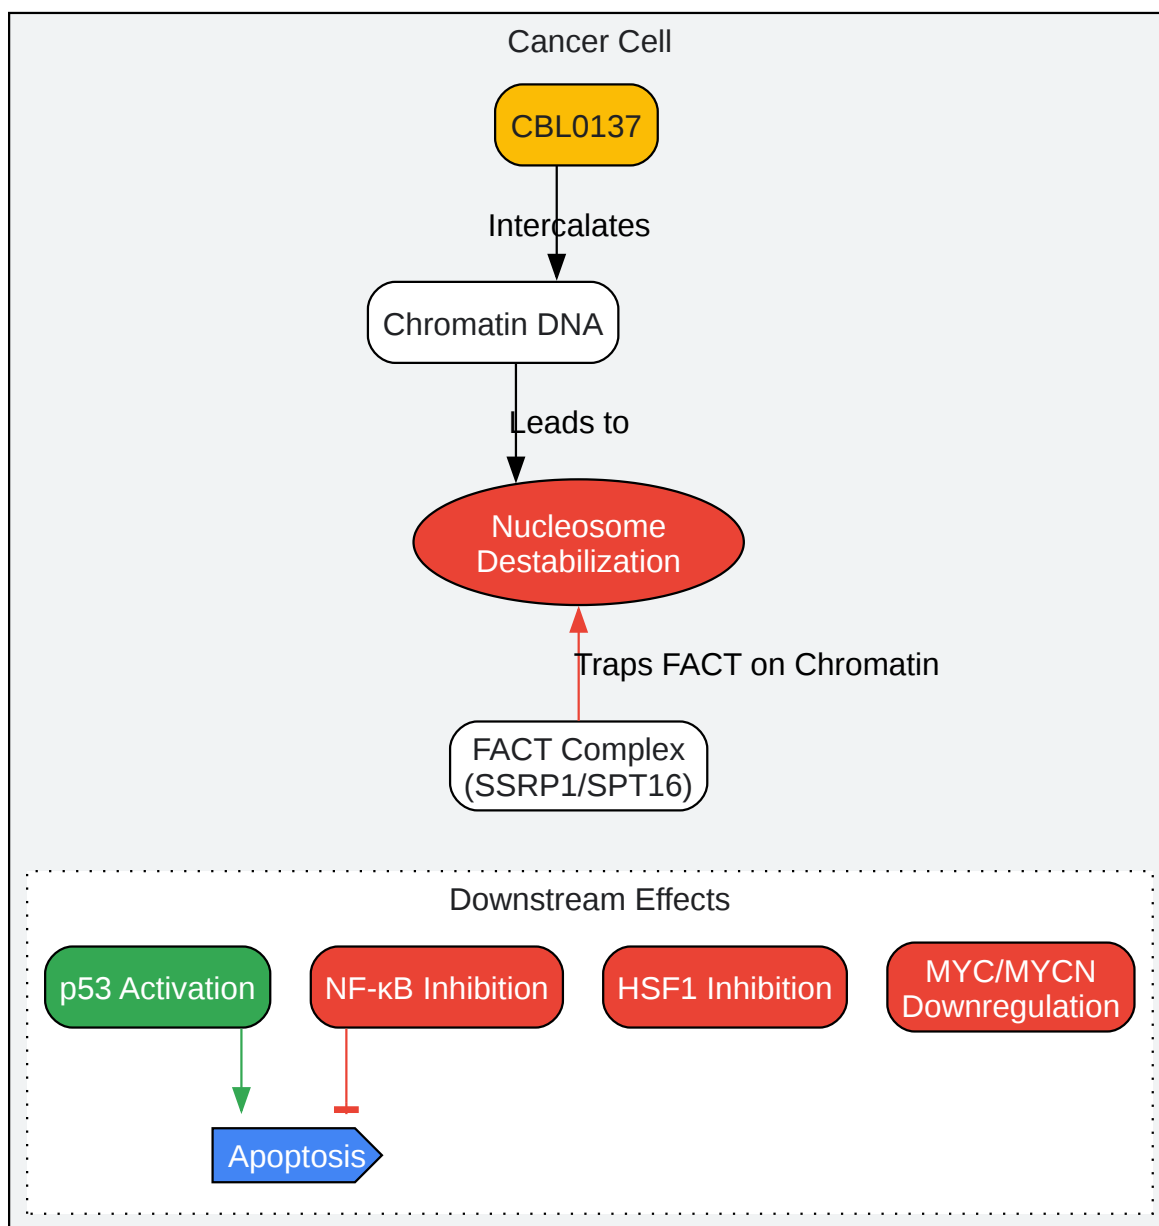 Cancer Cell
CBL0137
Intercalates
Chromatin DNA
Leads to
Nucleosome
Destabilization
Traps FACT on Chromatin
FACT Complex
(SSRP1/SPT16)
Downstream Effects
p53 Activation
NF-κB Inhibition
HSF1 Inhibition
MYC/MYCN
Downregulation
Apoptosis